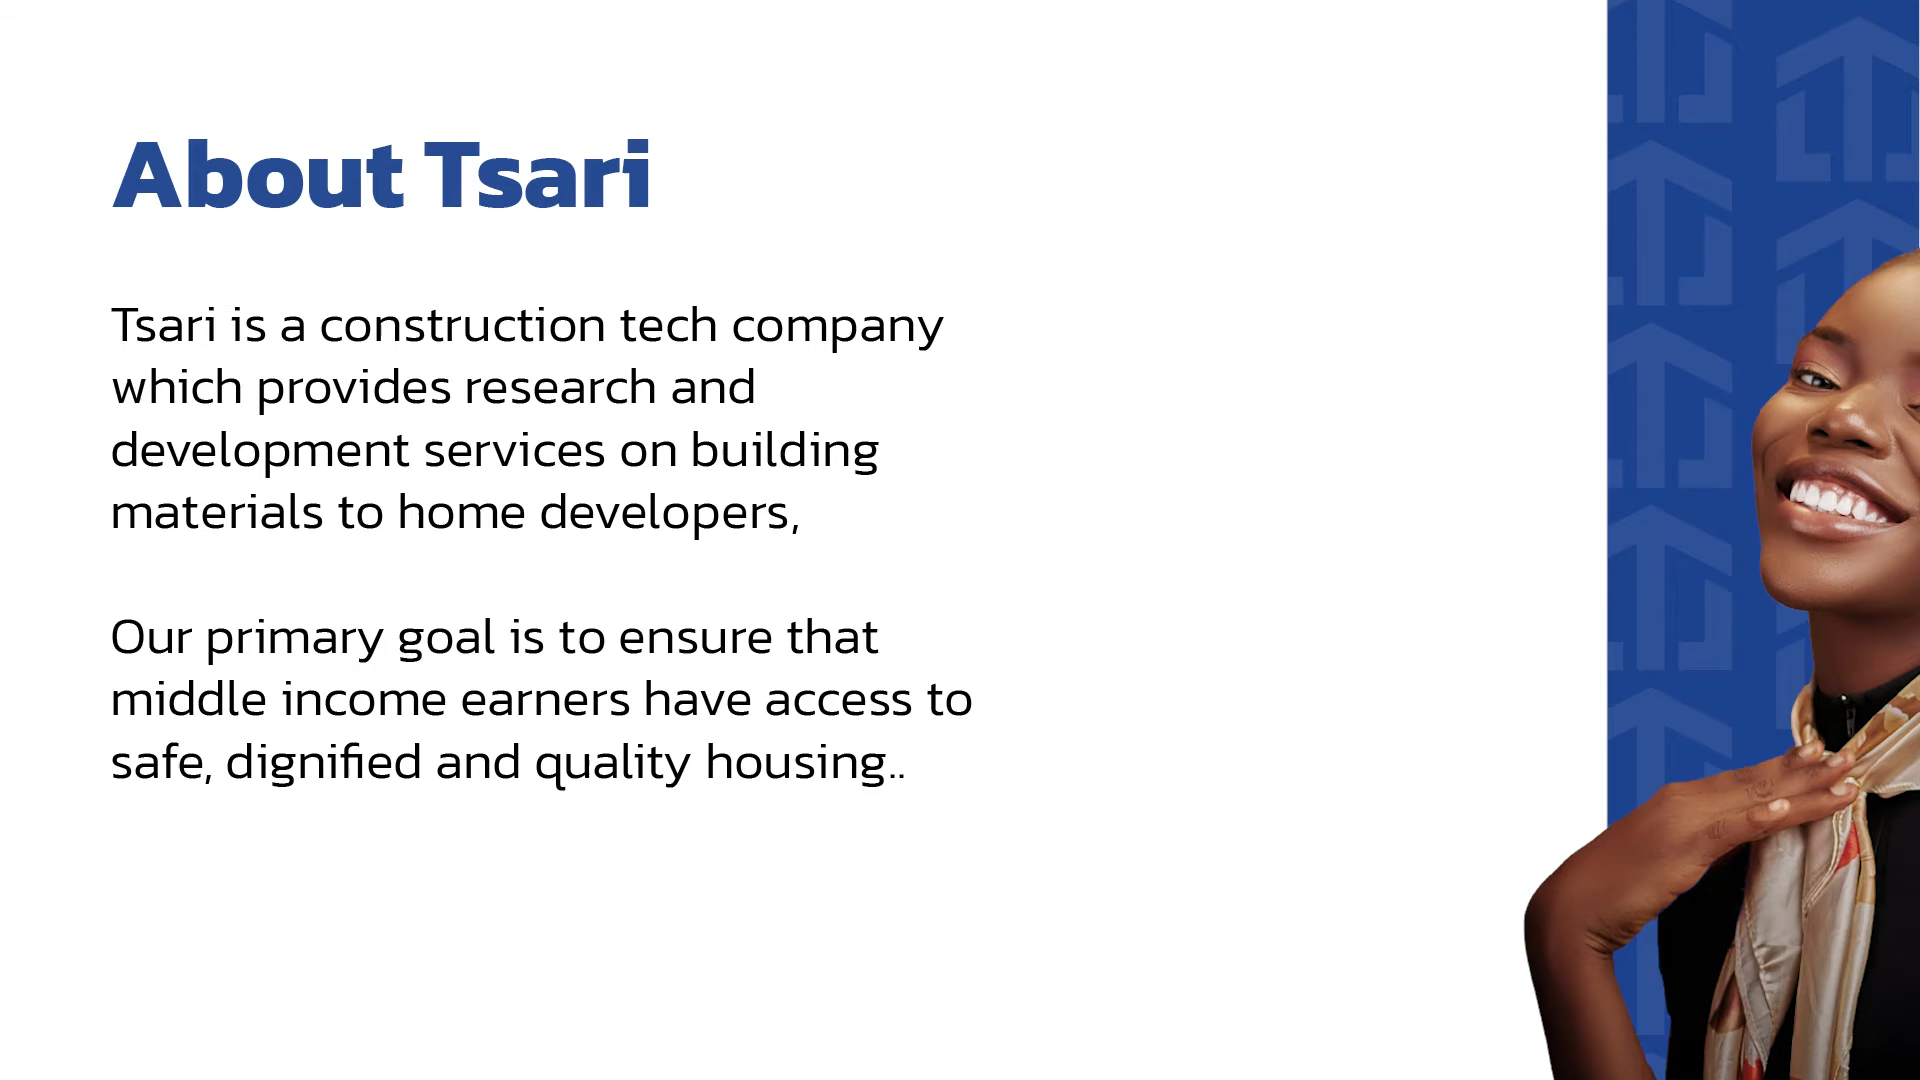 About Tsari
Tsari is a construction tech company
which provides research and
development services on building
materials to home developers,
Our primary goal is to ensure that
middle income earners have access to
safe, dignified and quality housing..